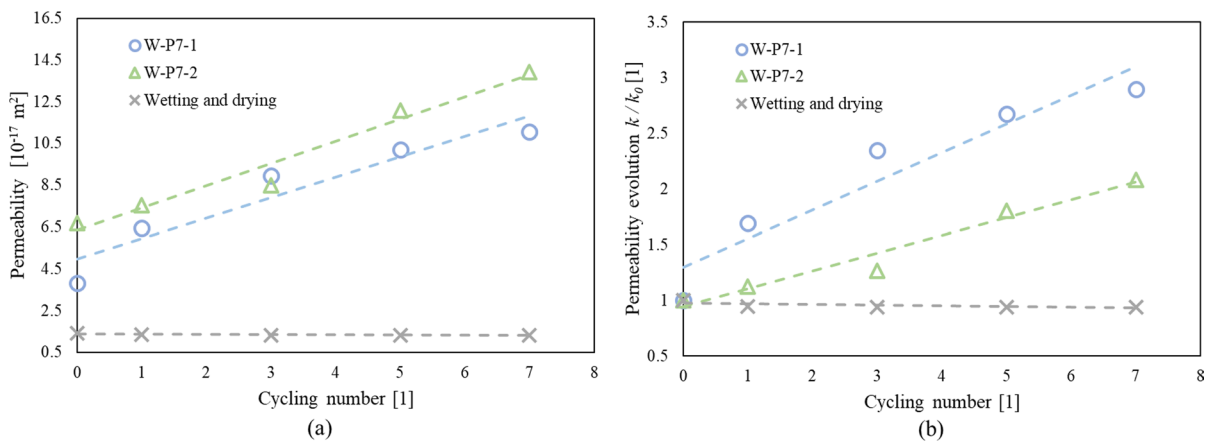 16.5
14.5
12.5
10.5
8.5
6.5
4.5
2.5
0.5
Permeability [10⁻¹⁷ m²]
W-P7-1
W-P7-2
Wetting and drying
0 1 2 3 4 5 6 7 8
Cycling number [1]
(a)
3.5
3
2.5
2
1.5
1
0.5
Permeability evolution k / k₀ [1]
W-P7-1
W-P7-2
Wetting and drying
0 1 2 3 4 5 6 7 8
Cycling number [1]
(b)